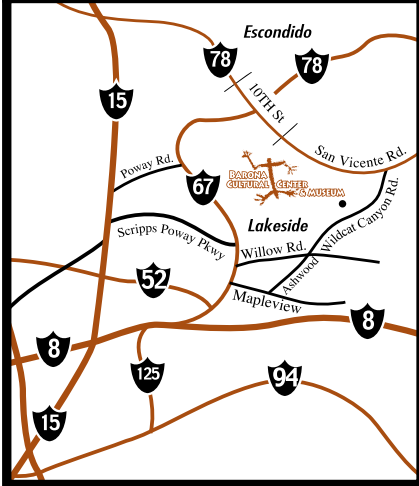 Escondido
78
78
10TH St
15
San Vicente Rd.
Poway Rd.
67
BARONA
CULTURAL CENTER
& MUSEUM
Wildcat Canyon Rd.
Scripps Poway Pkwy
Lakeside
Willow Rd.
Ashwood
52
Mapleview
8
8
125
94
15